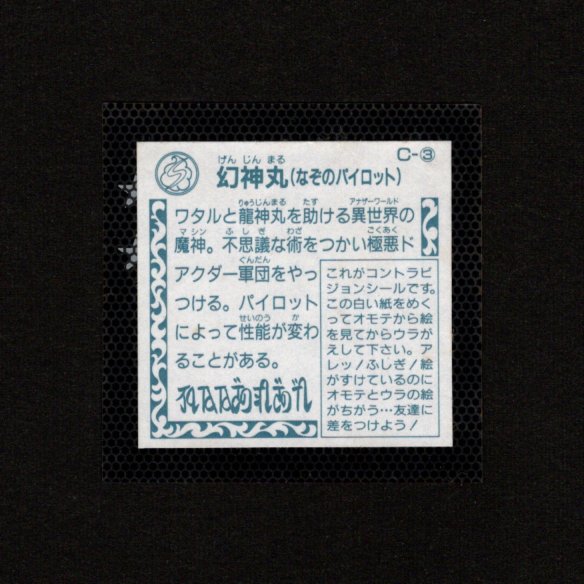 C-③
げんじんまる
幻神丸(なぞのパイロット)
りゅうじんまる たす アナザーワールド
ワタルと龍神丸を助ける異世界の
マシン ふしぎ わざ ごくあく
魔神。不思議な術をつかい極悪ド
ぐんだん
アクダー軍団をやっ
つける。パイロット
せいのう か
によって性能が変わ
ることがある。
これがコントラビ
ジョンシールです。
この白い紙をめく
ってオモテから絵
を見てからウラが
えして下さい。ア
レッ!ふしぎ!絵
がすけているのに
オモテとウラの絵
がちがう…友達に
差をつけよう!